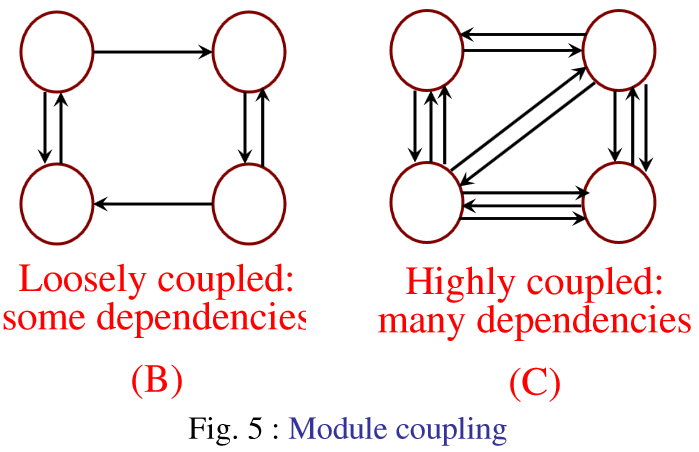 Loosely coupled:
some dependencies
(B)
Highly coupled:
many dependencies
(C)
Fig. 5 : Module coupling